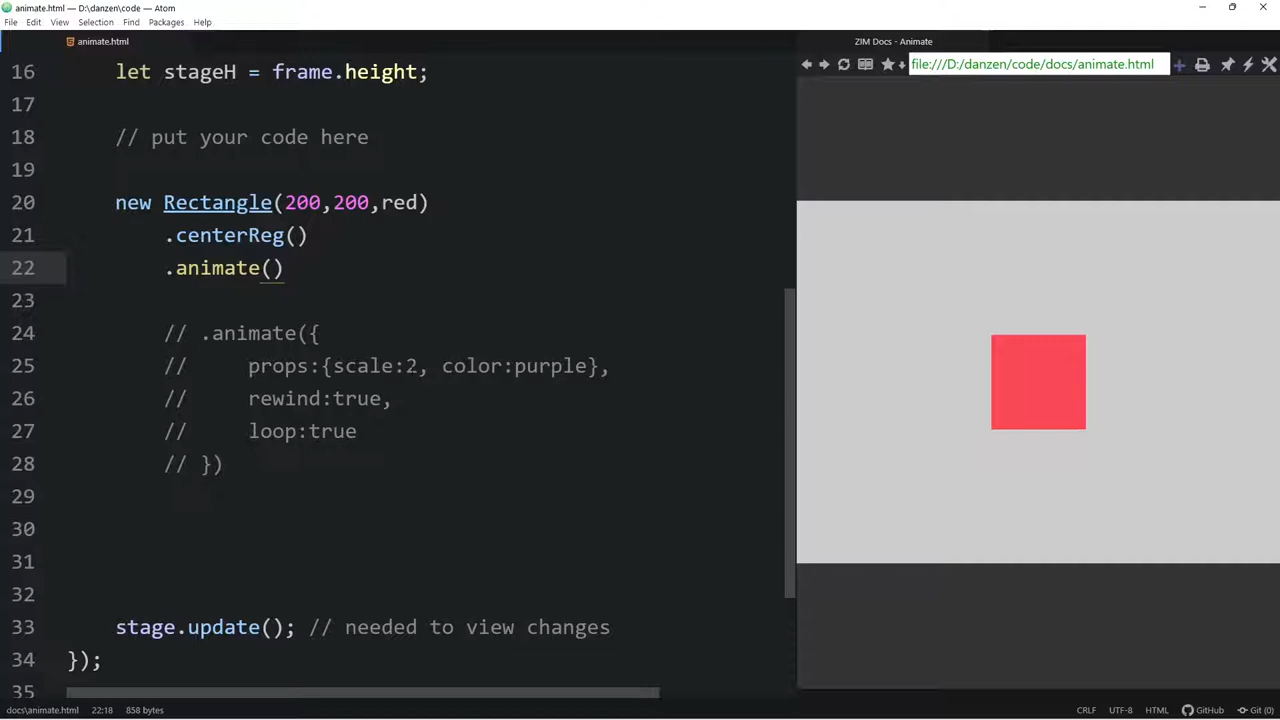 animate.html — D:\danzen\code — Atom
File Edit View Selection Find Packages Help
animate.html
ZIM Docs - Animate
file:///D:/danzen/code/docs/animate.html
16 let stageH = frame.height;
17
18 // put your code here
19
20 new Rectangle(200,200,red)
21 .centerReg()
22 .animate()
23
24 // .animate({
25 // props:{scale:2, color:purple},
26 // rewind:true,
27 // loop:true
28 // })
29
30
31
32
33 stage.update(); // needed to view changes
34 });
35
docs\animate.html 22:18 858 bytes CRLF UTF-8 HTML GitHub Git (0)